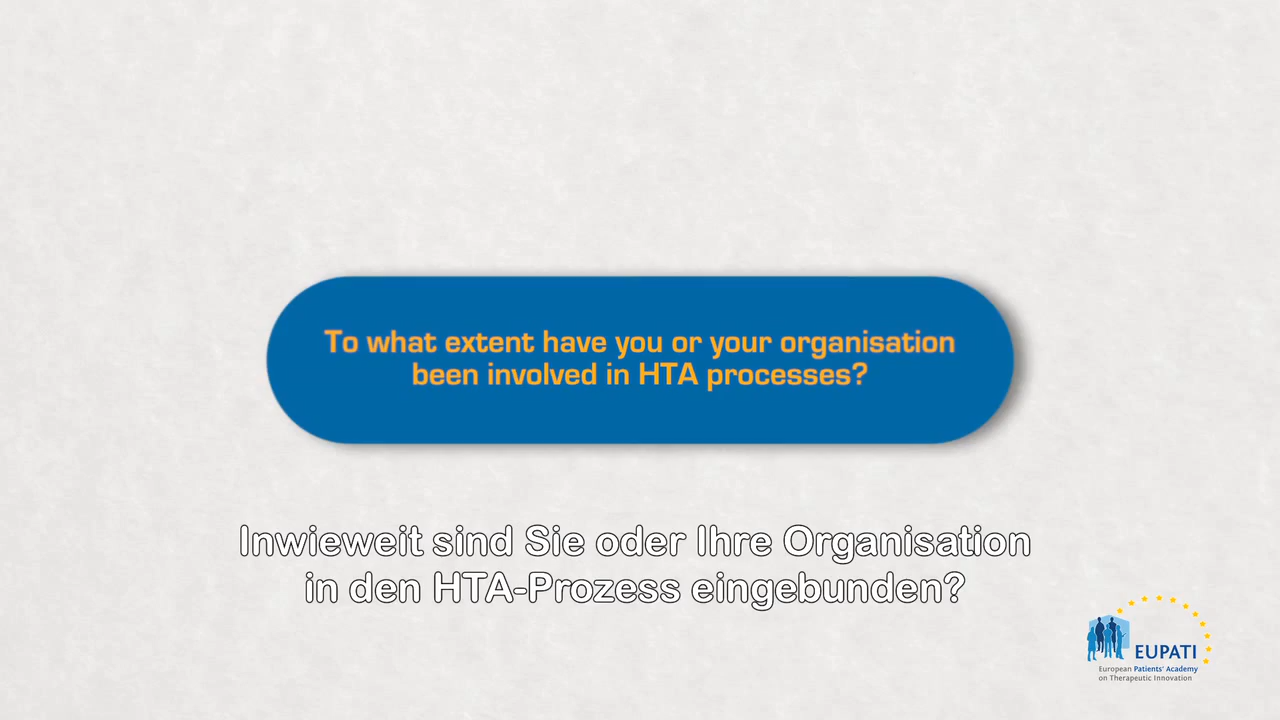 To what extent have you or your organisation
been involved in HTA processes?
Inwieweit sind Sie oder Ihre Organisation
in den HTA-Prozess eingebunden?
EUPATI
European Patients' Academy
on Therapeutic Innovation